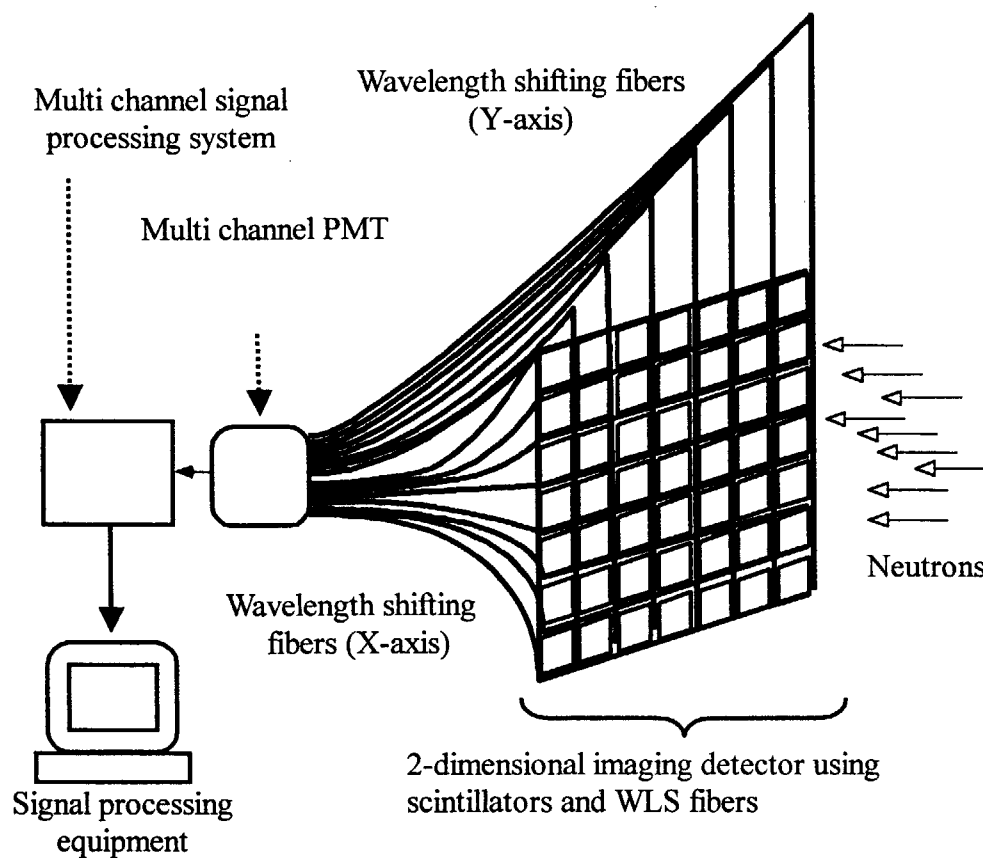 Wavelength shifting fibers
(Y-axis)
Multi channel signal
processing system
Multi channel PMT
Neutrons
Wavelength shifting
fibers (X-axis)
2-dimensional imaging detector using
scintillators and WLS fibers
Signal processing
equipment